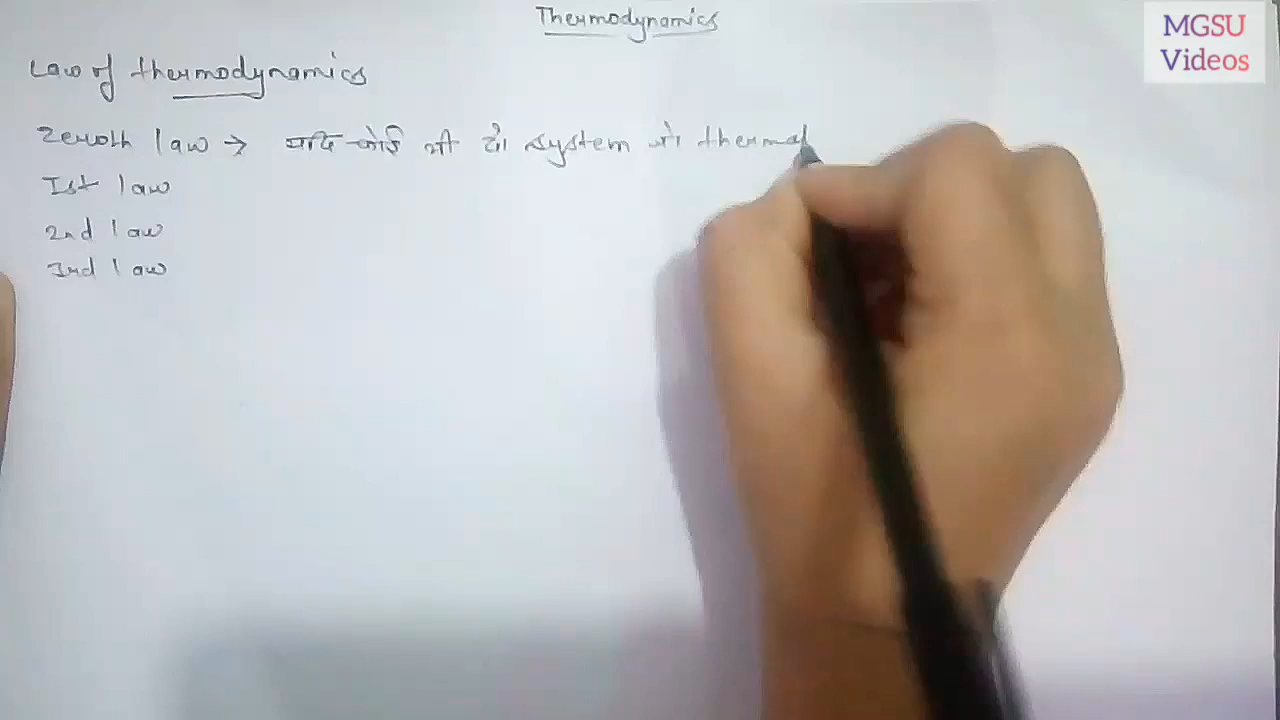 Thermodynamics
MGSU
Videos
Law of thermodynamics
Zeroth law → यदि कोई भी दो system जो thermal
Ist law
2nd law
3rd law